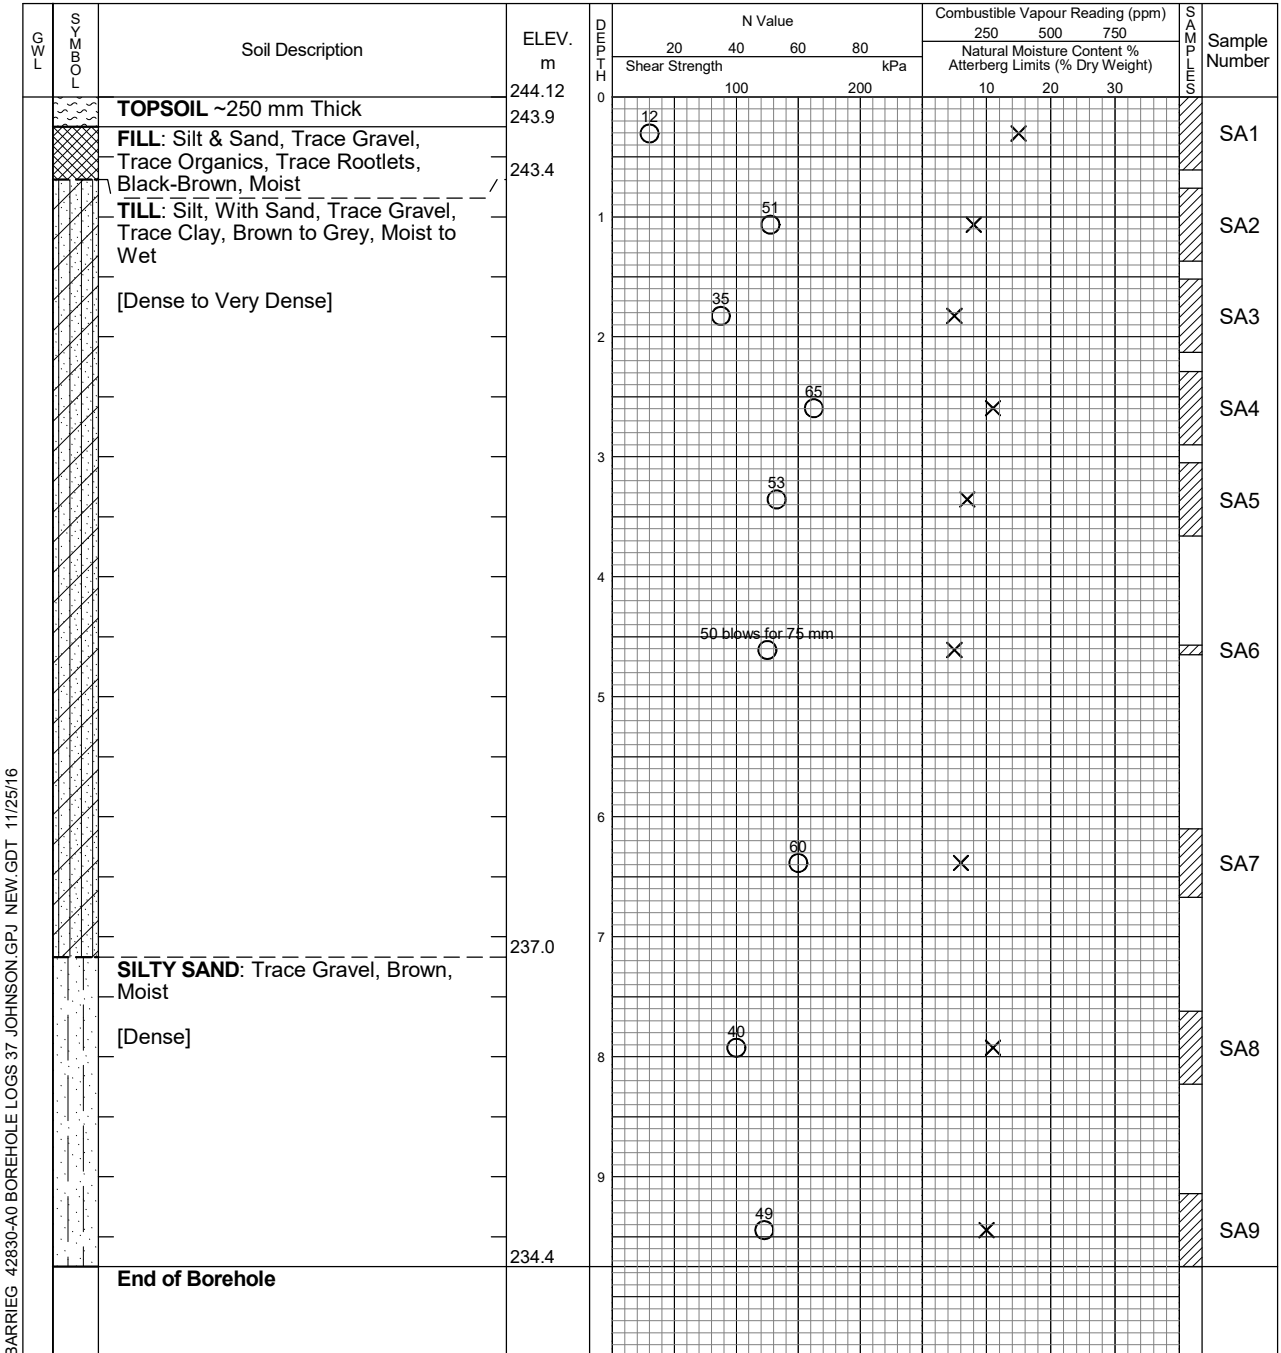 GWL
SYMBOL
Soil Description
ELEV.
m
DEPTH
N Value
20 40 60 80
Shear Strength kPa
100 200
Combustible Vapour Reading (ppm)
250 500 750
Natural Moisture Content %
Atterberg Limits (% Dry Weight)
10 20 30
SAMPLES
Sample
Number
244.12
0
TOPSOIL ~250 mm Thick
243.9
12
SA1
FILL: Silt & Sand, Trace Gravel,
Trace Organics, Trace Rootlets,
Black-Brown, Moist
243.4
TILL: Silt, With Sand, Trace Gravel,
Trace Clay, Brown to Grey, Moist to
Wet
1
51
SA2
[Dense to Very Dense]
35
SA3
2
65
SA4
3
53
SA5
4
50 blows for 75 mm
SA6
5
6
60
SA7
7
237.0
SILTY SAND: Trace Gravel, Brown,
Moist
[Dense]
40
SA8
8
9
49
SA9
234.4
End of Borehole
BARRIEG 42830-A0 BOREHOLE LOGS 37 JOHNSON.GPJ NEW.GDT 11/25/16